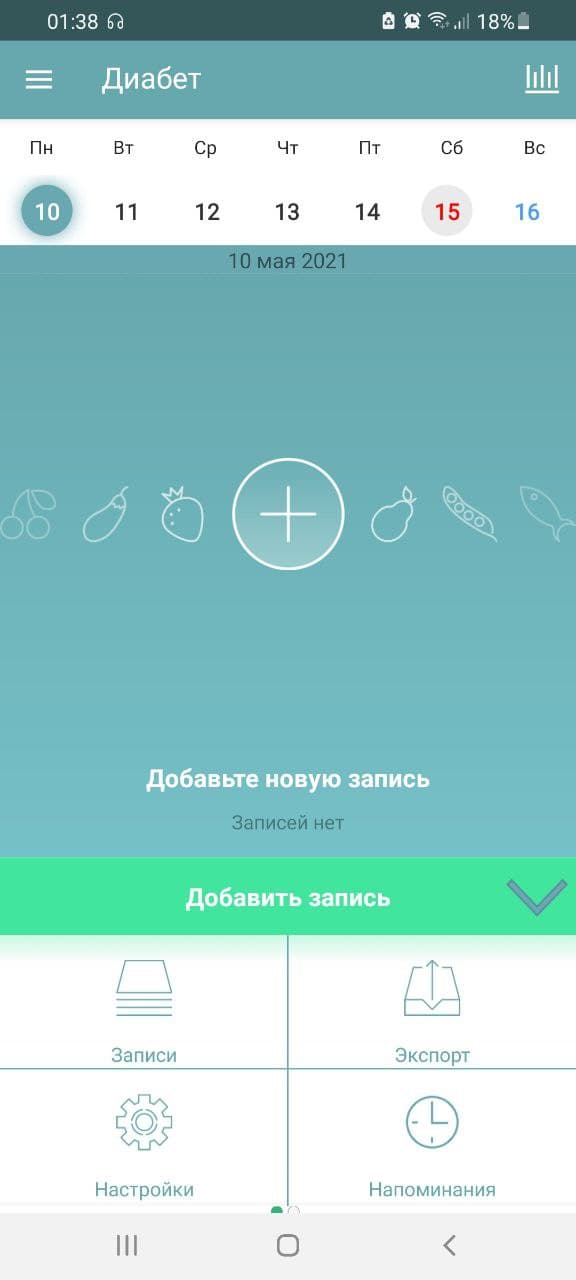 01:38 18%
Диабет
Пн Вт Ср Чт Пт Сб Вс
10 11 12 13 14 15 16
10 мая 2021
Добавьте новую запись
Записей нет
Добавить запись
Записи Экспорт
Настройки Напоминания